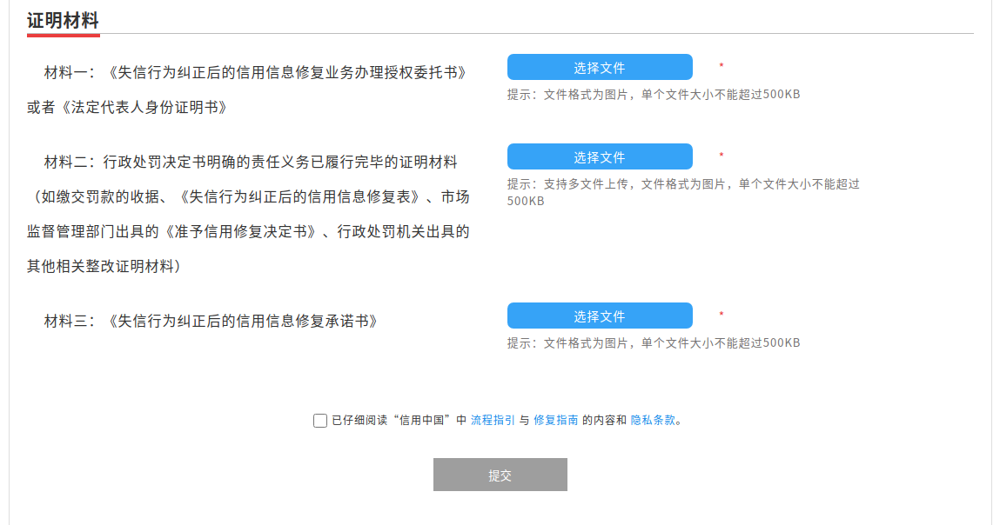 证明材料
材料一：《失信行为纠正后的信用信息修复业务办理授权委托书》
或者《法定代表人身份证明书》
选择文件 *
提示：文件格式为图片，单个文件大小不能超过500KB
材料二：行政处罚决定书明确的责任义务已履行完毕的证明材料
（如缴交罚款的收据、《失信行为纠正后的信用信息修复表》、市场
监督管理部门出具的《准予信用修复决定书》、行政处罚机关出具的
其他相关整改证明材料）
选择文件 *
提示：支持多文件上传，文件格式为图片，单个文件大小不能超过
500KB
材料三：《失信行为纠正后的信用信息修复承诺书》
选择文件 *
提示：文件格式为图片，单个文件大小不能超过500KB
已仔细阅读“信用中国”中 流程指引 与 修复指南 的内容和 隐私条款。
提交